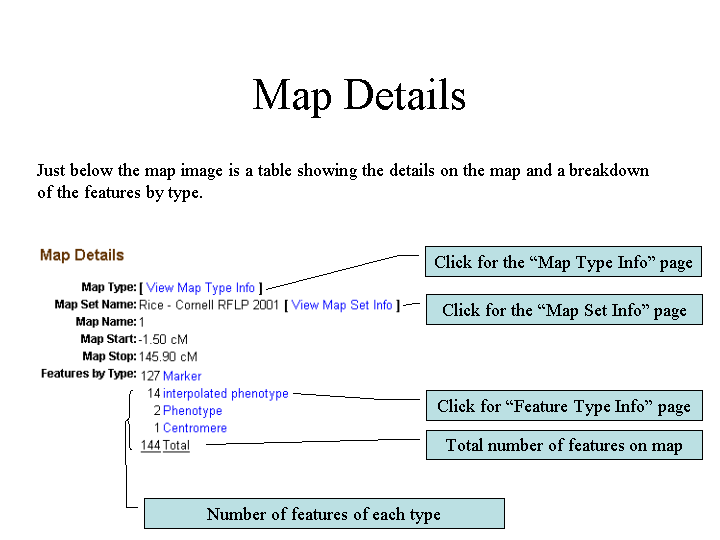 Map Details
Just below the map image is a table showing the details on the map and a breakdown
of the features by type.
Map Details
Click for the “Map Type Info” page
Map Type: [ View Map Type Info ]
Map Set Name: Rice - Cornell RFLP 2001 [ View Map Set Info ]
Click for the “Map Set Info” page
Map Name: 1
Map Start: -1.50 cM
Map Stop: 145.90 cM
Features by Type: 127 Marker
14 interpolated phenotype
Click for “Feature Type Info” page
2 Phenotype
1 Centromere
144 Total
Total number of features on map
Number of features of each type